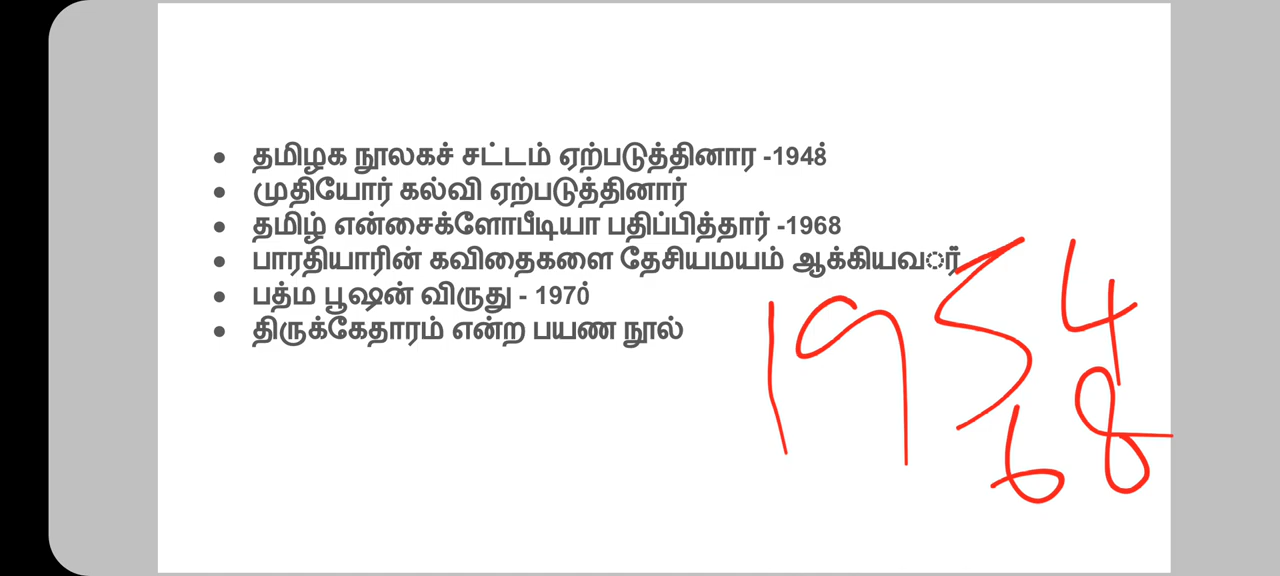 • தமிழக நூலகச் சட்டம் ஏற்படுத்தினார -1948
• முதியோர் கல்வி ஏற்படுத்தினார்
• தமிழ் என்சைக்ளோபீடியா பதிப்பித்தார் -1968
• பாரதியாரின் கவிதைகளை தேசியமயம் ஆக்கியவர்
• பத்ம பூஷன் விருது - 1970
• திருக்கேதாரம் என்ற பயண நூல்
1954
68